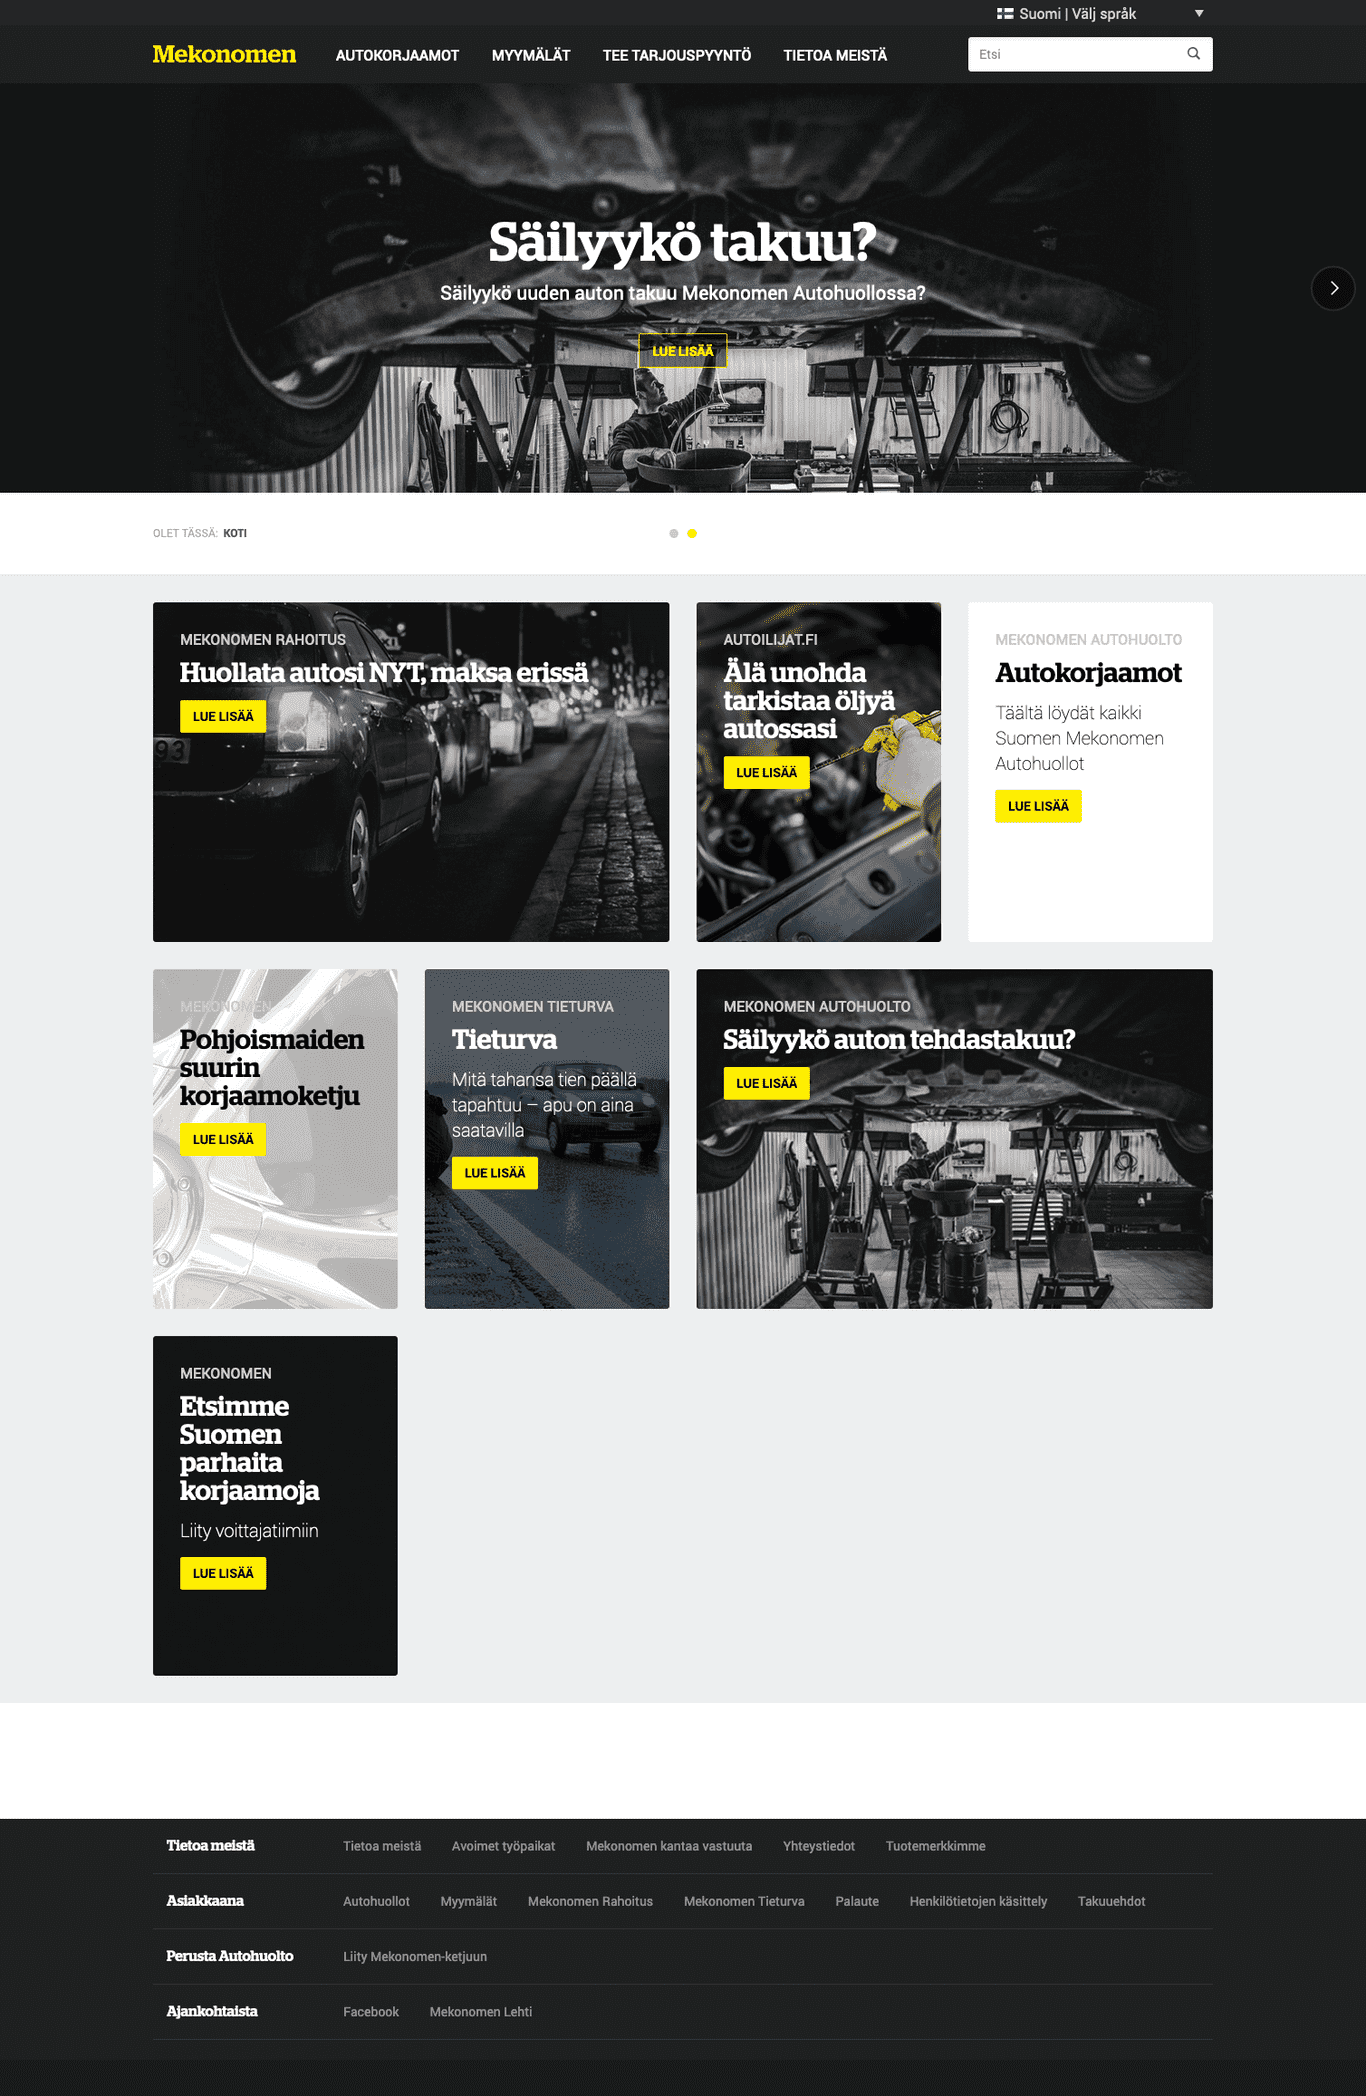 Suomi | Välj språk
Mekonomen
AUTOKORJAAMOT
MYYMÄLÄT
TEE TARJOUSPYYNTÖ
TIETOA MEISTÄ
Etsi
Säilyykö takuu?
Säilyykö uuden auton takuu Mekonomen Autohuollossa?
LUE LISÄÄ
OLET TÄSSÄ: KOTI
MEKONOMEN RAHOITUS
Huollata autosi NYT, maksa erissä
LUE LISÄÄ
93
AUTOILIJAT.FI
Älä unohda
tarkistaa öljyä
autossasi
LUE LISÄÄ
MEKONOMEN AUTOHUOLTO
Autokorjaamot
Täältä löydät kaikki
Suomen Mekonomen
Autohuollot
LUE LISÄÄ
MEKONOMEN
Pohjoismaiden
suurin
korjaamoketju
LUE LISÄÄ
MEKONOMEN TIETURVA
Tieturva
Mitä tahansa tien päällä
tapahtuu – apu on aina
saatavilla
LUE LISÄÄ
MEKONOMEN AUTOHUOLTO
Säilyykö auton tehdastakuu?
LUE LISÄÄ
MEKONOMEN
Etsimme
Suomen
parhaita
korjaamoja
Liity voittajatiimiin
LUE LISÄÄ
Tietoa meistä
Tietoa meistä
Avoimet työpaikat
Mekonomen kantaa vastuuta
Yhteystiedot
Tuotemerkkimme
Asiakkaana
Autohuollot
Myymälät
Mekonomen Rahoitus
Mekonomen Tieturva
Palaute
Henkilötietojen käsittely
Takuuehdot
Perusta Autohuolto
Liity Mekonomen-ketjuun
Ajankohtaista
Facebook
Mekonomen Lehti